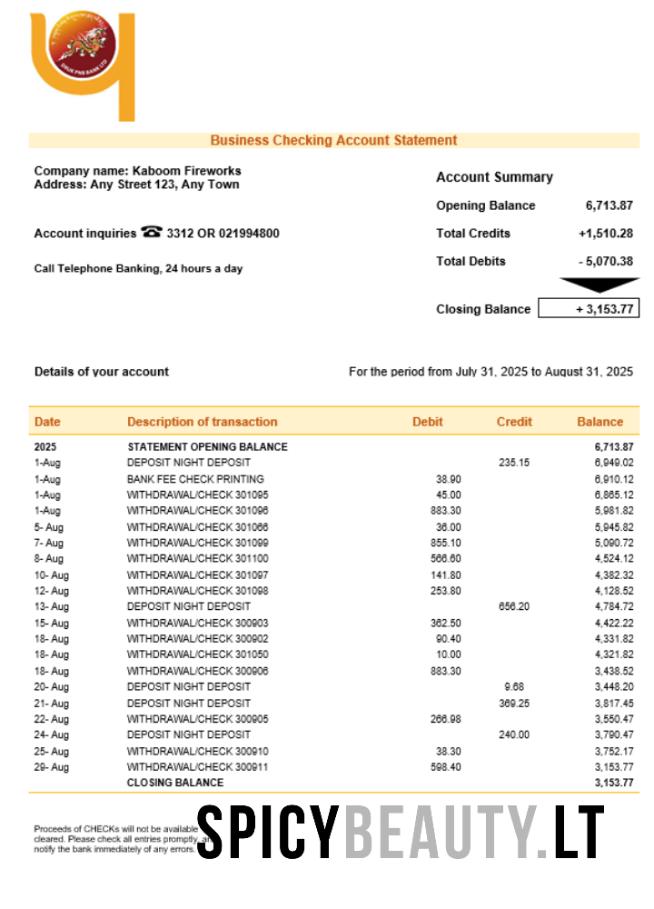 DRUK PNB BANK LTD
Business Checking Account Statement
Company name: Kaboom Fireworks
Address: Any Street 123, Any Town
Account inquiries ☎ 3312 OR 021994800
Call Telephone Banking, 24 hours a day
Account Summary
Opening Balance 6,713.87
Total Credits +1,510.28
Total Debits - 5,070.38
Closing Balance + 3,153.77
Details of your account For the period from July 31, 2025 to August 31, 2025
Date Description of transaction Debit Credit Balance
2025 STATEMENT OPENING BALANCE 6,713.87
1-Aug DEPOSIT NIGHT DEPOSIT 235.15 6,949.02
1-Aug BANK FEE CHECK PRINTING 38.90 6,910.12
1-Aug WITHDRAWAL/CHECK 301095 45.00 6,865.12
1-Aug WITHDRAWAL/CHECK 301096 883.30 5,981.82
5- Aug WITHDRAWAL/CHECK 301066 36.00 5,945.82
7- Aug WITHDRAWAL/CHECK 301099 855.10 5,090.72
8- Aug WITHDRAWAL/CHECK 301100 566.60 4,524.12
10- Aug WITHDRAWAL/CHECK 301097 141.80 4,382.32
12- Aug WITHDRAWAL/CHECK 301098 253.80 4,128.52
13- Aug DEPOSIT NIGHT DEPOSIT 656.20 4,784.72
15- Aug WITHDRAWAL/CHECK 300903 362.50 4,422.22
18- Aug WITHDRAWAL/CHECK 300902 90.40 4,331.82
18- Aug WITHDRAWAL/CHECK 301050 10.00 4,321.82
18- Aug WITHDRAWAL/CHECK 300906 883.30 3,438.52
20- Aug DEPOSIT NIGHT DEPOSIT 9.68 3,448.20
21- Aug DEPOSIT NIGHT DEPOSIT 369.25 3,817.45
22- Aug WITHDRAWAL/CHECK 300905 266.98 3,550.47
24- Aug DEPOSIT NIGHT DEPOSIT 240.00 3,790.47
25- Aug WITHDRAWAL/CHECK 300910 38.30 3,752.17
29- Aug WITHDRAWAL/CHECK 300911 598.40 3,153.77
CLOSING BALANCE 3,153.77
Proceeds of CHECKs will not be available
cleared. Please check all entries promptly,
notify the bank immediately of any errors.
SPICYBEAUTY.LT